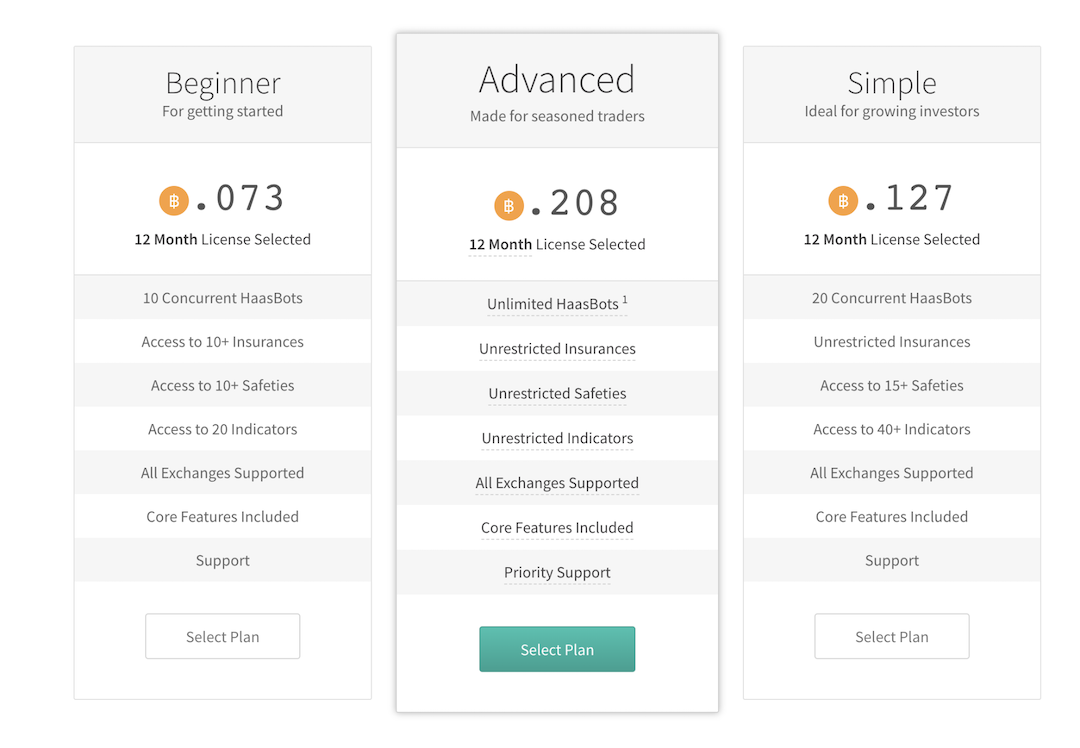 Beginner
For getting started
฿.073
12 Month License Selected
10 Concurrent HaasBots
Access to 10+ Insurances
Access to 10+ Safeties
Access to 20 Indicators
All Exchanges Supported
Core Features Included
Support
Select Plan
Advanced
Made for seasoned traders
฿.208
12 Month License Selected
Unlimited HaasBots 1
Unrestricted Insurances
Unrestricted Safeties
Unrestricted Indicators
All Exchanges Supported
Core Features Included
Priority Support
Select Plan
Simple
Ideal for growing investors
฿.127
12 Month License Selected
20 Concurrent HaasBots
Unrestricted Insurances
Access to 15+ Safeties
Access to 40+ Indicators
All Exchanges Supported
Core Features Included
Support
Select Plan